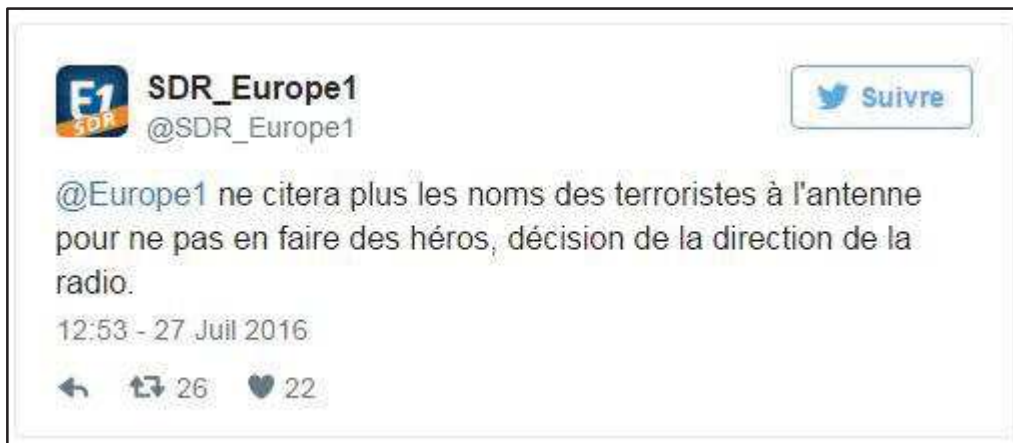 E1
SDR
SDR_Europe1
@SDR_Europe1
Suivre
@Europe1 ne citera plus les noms des terroristes à l'antenne
pour ne pas en faire des héros, décision de la direction de la
radio.
12:53 - 27 Juil 2016
26 22